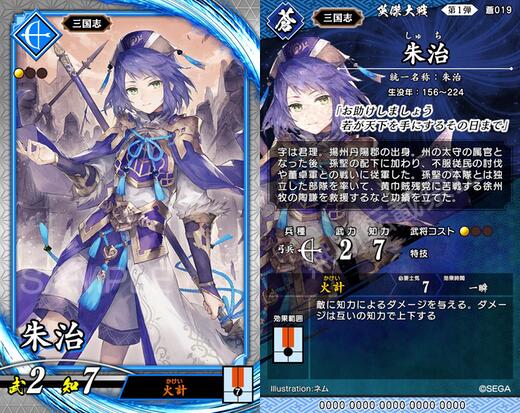 三国志
SAMPLE
朱治
武2
知7
かけい
火計
7
蒼
三国志
英傑大戦
第1弾
蒼019
しゅ ち
朱治
統一名称:朱治
生没年:156~224
「お助けしましょう
若が天下を手にするその日まで」
字は君理。揚州丹陽郡の出身。州の太守の属官と
なった後、孫堅の配下に加わり、不服従民の討伐
や董卓軍との戦いに従軍した。孫堅の本隊とは独
立した部隊を率いて、黄巾賊残党に苦戦する徐州
牧の陶謙を救援するなど功績を立てた。
兵種 武力 知力 武将コスト
弓兵 2 7 特技
かけい
火計
必要士気
7
効果時間
一瞬
効果範囲
敵に知力によるダメージを与える。ダメー
ジは互いの知力で上下する
Illustration:ネム
©SEGA
0000 0000 0000 0000 0000